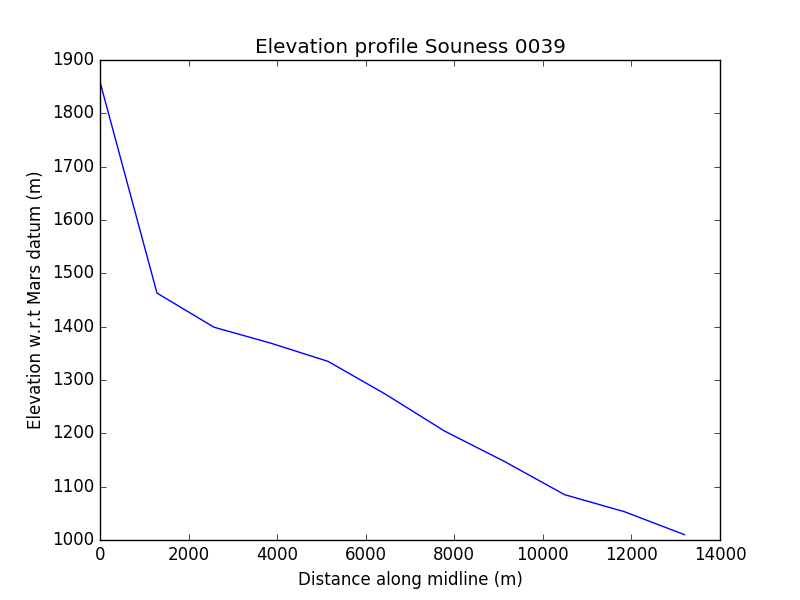 Elevation profile Souness 0039
1900
1800
1700
1600
1500
1400
1300
1200
1100
1000
Elevation w.r.t Mars datum (m)
0 2000 4000 6000 8000 10000 12000 14000
Distance along midline (m)